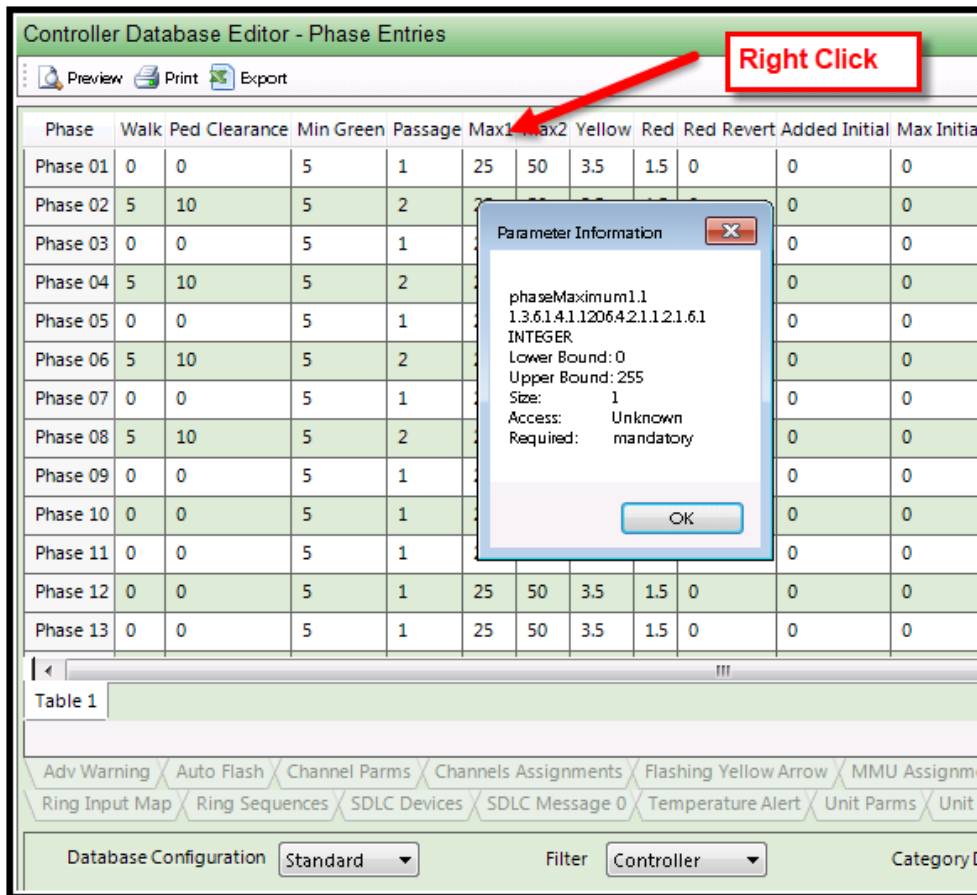 Controller Database Editor - Phase Entries
Preview Print Export
Right Click
Phase Walk Ped Clearance Min Green Passage Max1 Max2 Yellow Red Red Revert Added Initial Max Initia
Phase 01 0 0 5 1 25 50 3.5 1.5 0 0 0
Phase 02 5 10 5 2 0 0
Phase 03 0 0 5 1 0 0
Phase 04 5 10 5 2 0 0
Phase 05 0 0 5 1 0 0
Phase 06 5 10 5 2 0 0
Phase 07 0 0 5 1 0 0
Phase 08 5 10 5 2 0 0
Phase 09 0 0 5 1 0 0
Phase 10 0 0 5 1 0 0
Phase 11 0 0 5 1 0 0
Phase 12 0 0 5 1 25 50 3.5 1.5 0 0 0
Phase 13 0 0 5 1 25 50 3.5 1.5 0 0 0
Parameter Information
phaseMaximum1.1
1.3.6.1.4.1.1206.4.2.1.1.2.1.6.1
INTEGER
Lower Bound: 0
Upper Bound: 255
Size: 1
Access: Unknown
Required: mandatory
OK
Table 1
Adv Warning Auto Flash Channel Parms Channels Assignments Flashing Yellow Arrow MMU Assignm
Ring Input Map Ring Sequences SDLC Devices SDLC Message 0 Temperature Alert Unit Parms Unit
Database Configuration Standard Filter Controller Category D